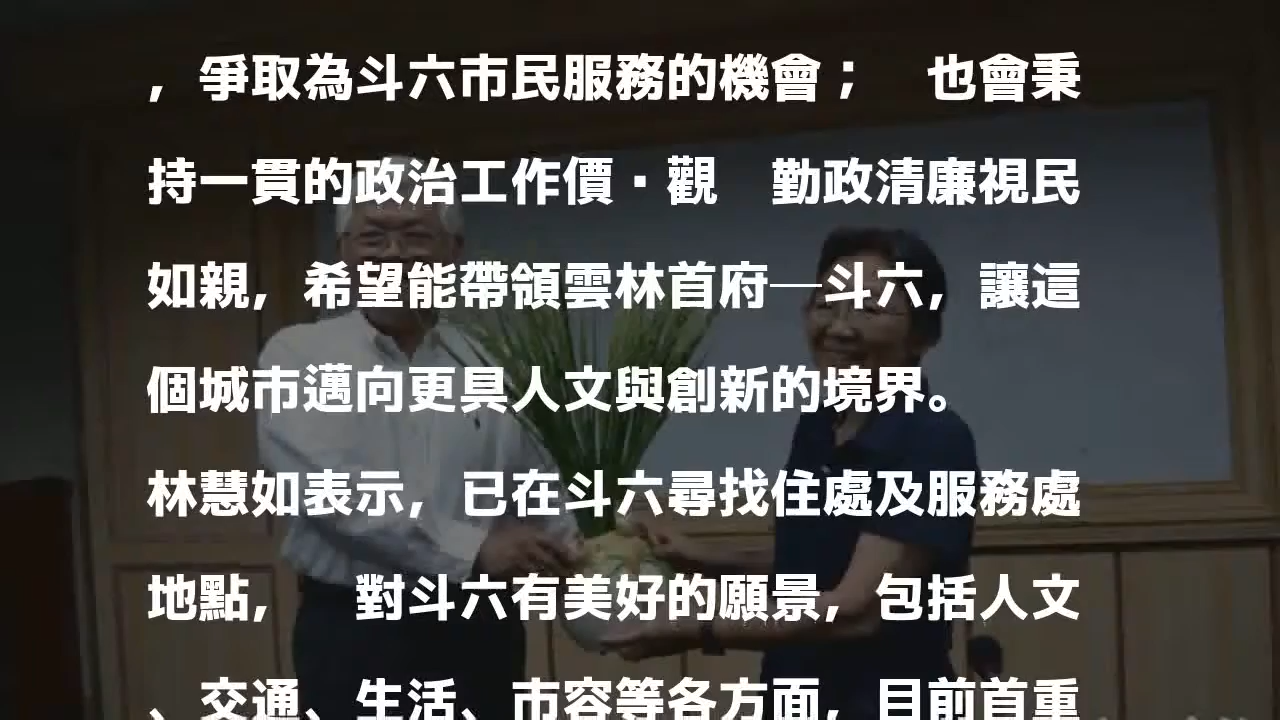 ，爭取為斗六市民服務的機會；　也會秉
持一貫的政治工作價·觀　勤政清廉視民
如親，希望能帶領雲林首府─斗六，讓這
個城市邁向更具人文與創新的境界。
林慧如表示，已在斗六尋找住處及服務處
地點，　對斗六有美好的願景，包括人文
、交通、生活、市容等各方面，目前首重